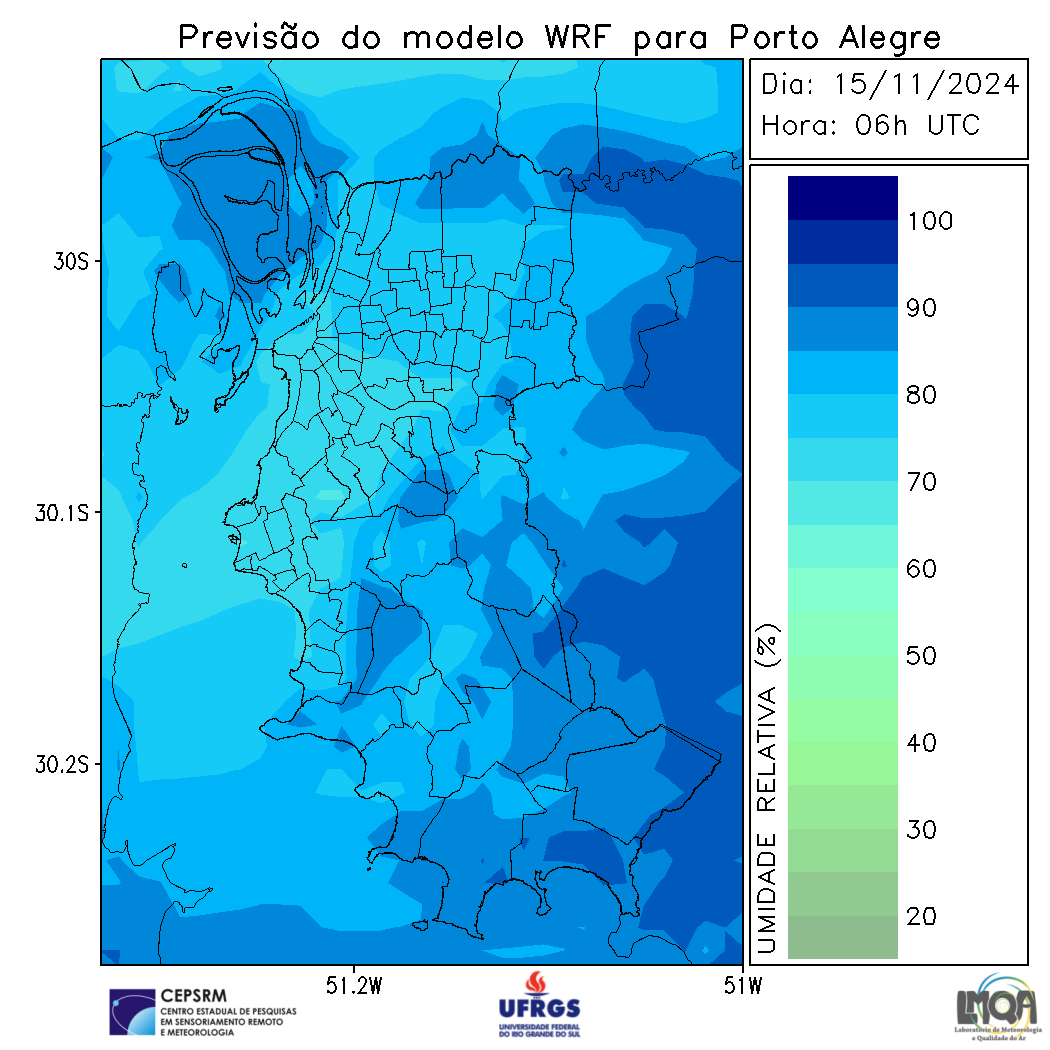 Previsão do modelo WRF para Porto Alegre
Dia: 15/11/2024
Hora: 06h UTC
100
90
80
70
60
50
40
30
20
UMIDADE RELATIVA (%)
30S
30.1S
30.2S
51.2W
51W
CEPSRM
CENTRO ESTADUAL DE PESQUISAS
EM SENSORIAMENTO REMOTO
E METEOROLOGIA
UFRGS
UNIVERSIDADE FEDERAL
DO RIO GRANDE DO SUL
LMQA
Laboratório de Meteorologia
e Qualidade do Ar